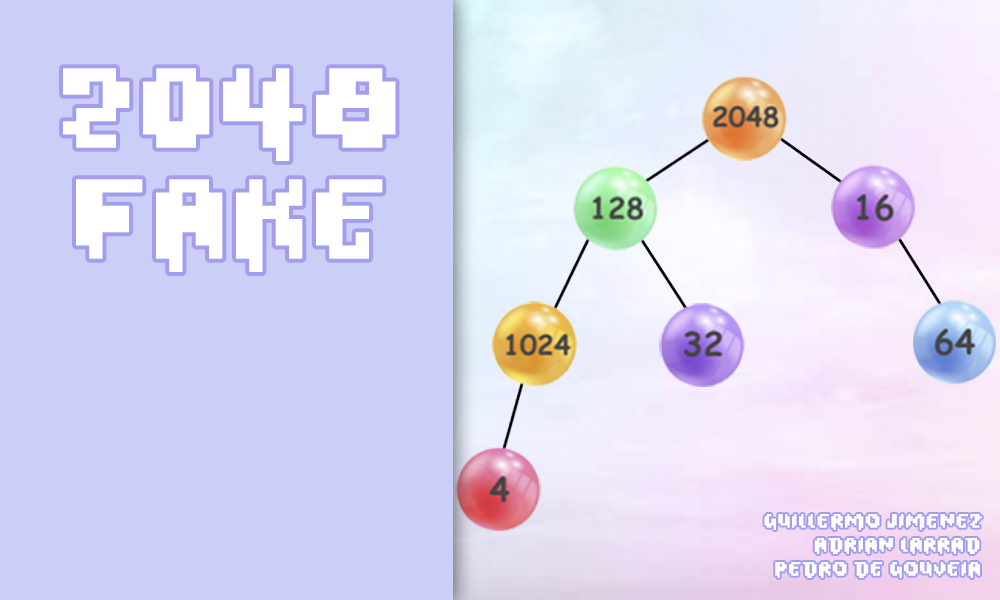 2048
FAKE
2048
128
16
1024
32
64
4
GUILLERMO JIMENEZ
ADRIAN LARRAD
PEDRO DE GOUVEIA